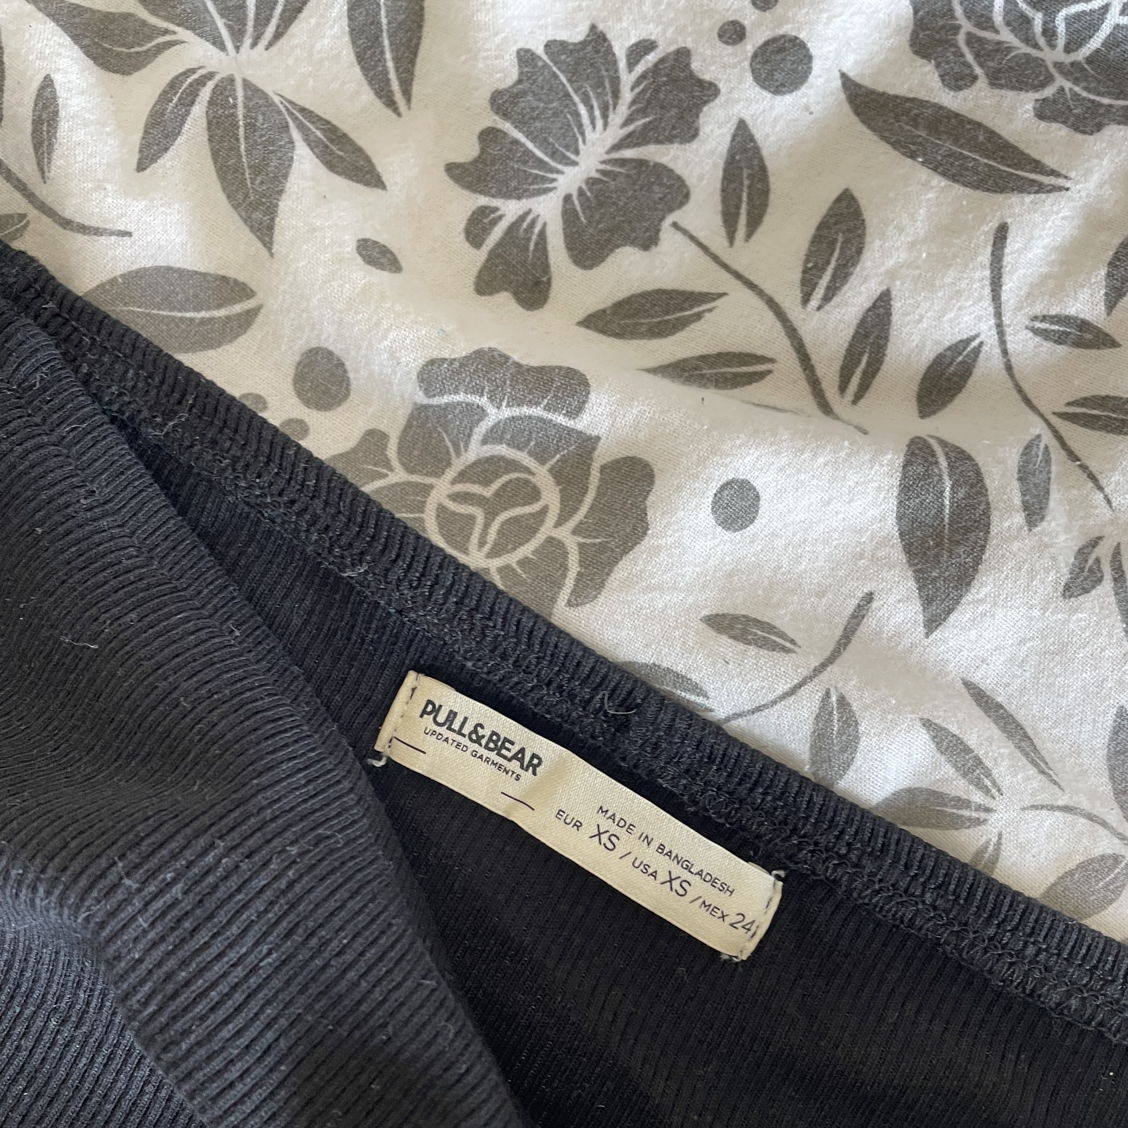 PULL&BEAR
UPDATED GARMENTS
MADE IN BANGLADESH
EUR XS / USA XS / MEX 24